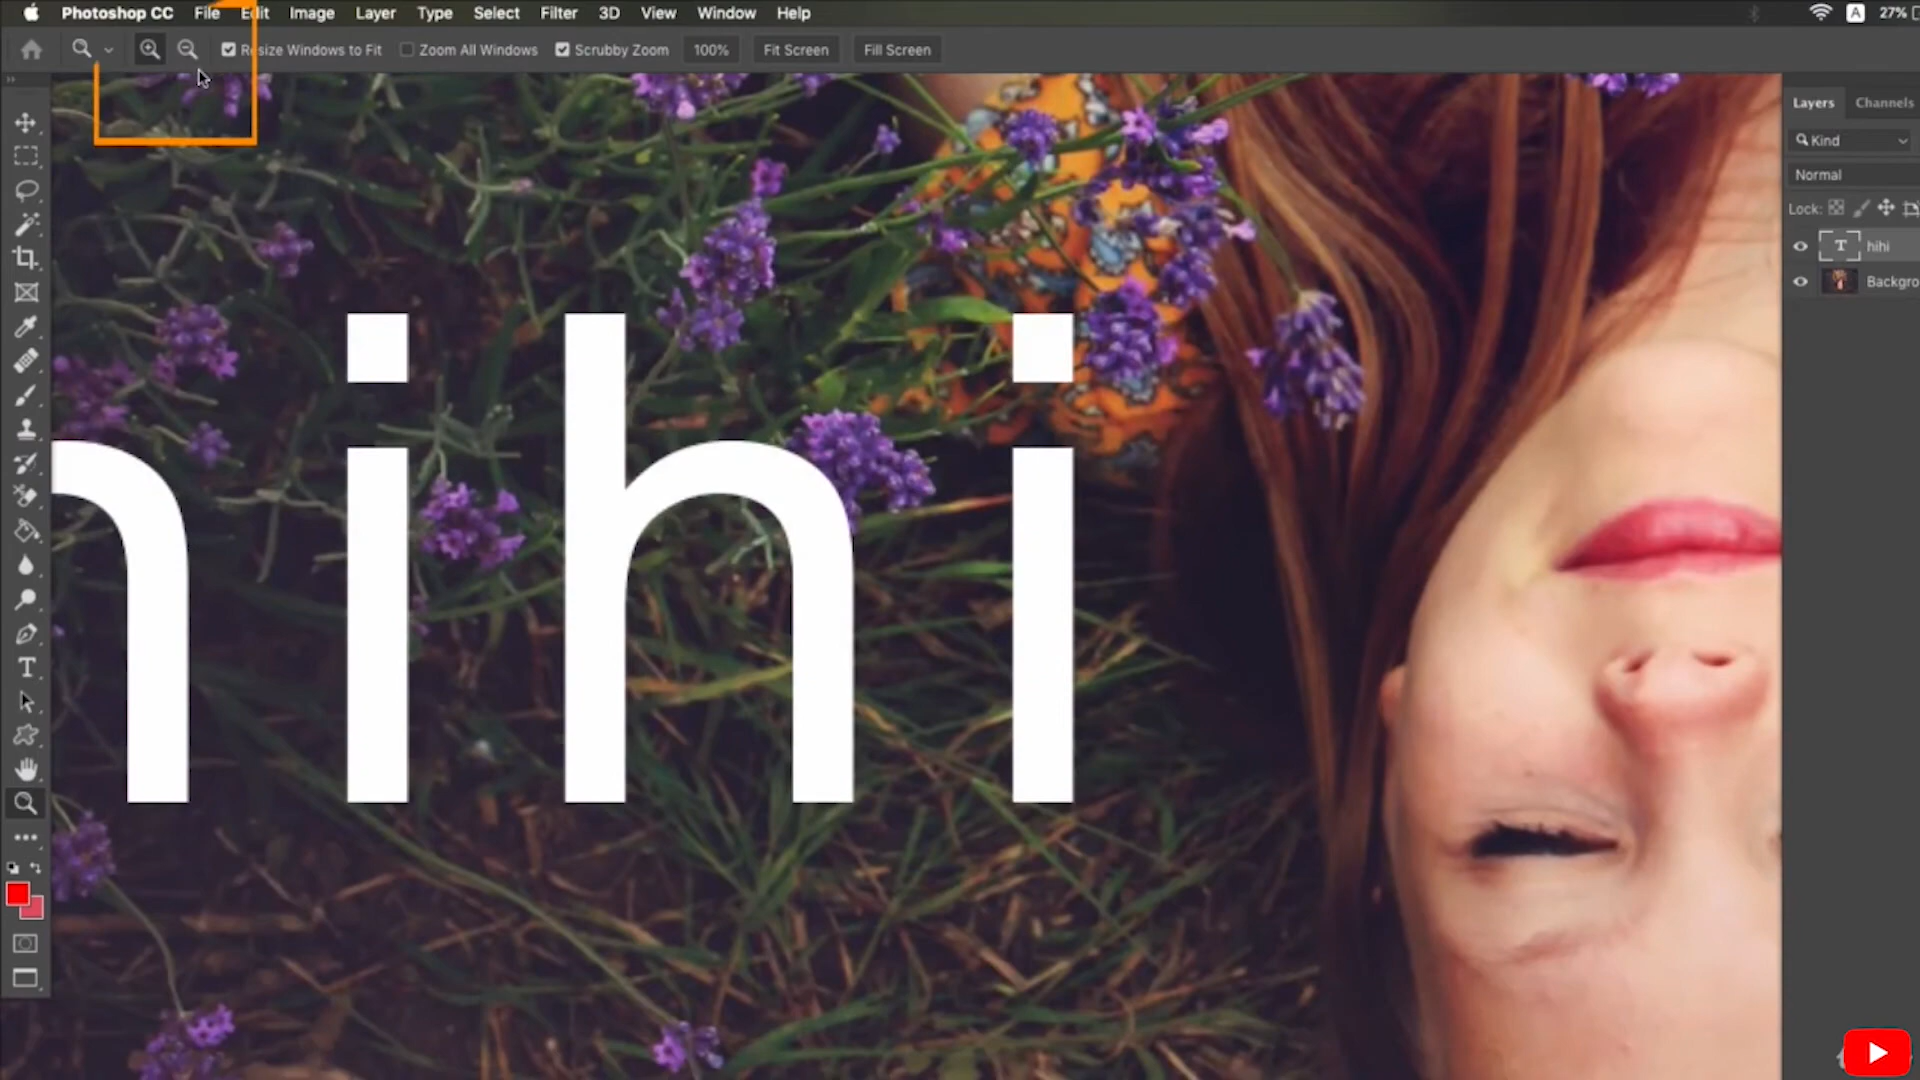 Photoshop CC File Edit Image Layer Type Select Filter 3D View Window Help A 27%
Resize Windows to Fit Zoom All Windows Scrubby Zoom 100% Fit Screen Fill Screen
Layers Channels
Kind
Normal
Lock:
T hihi
Backgro
hihi
T